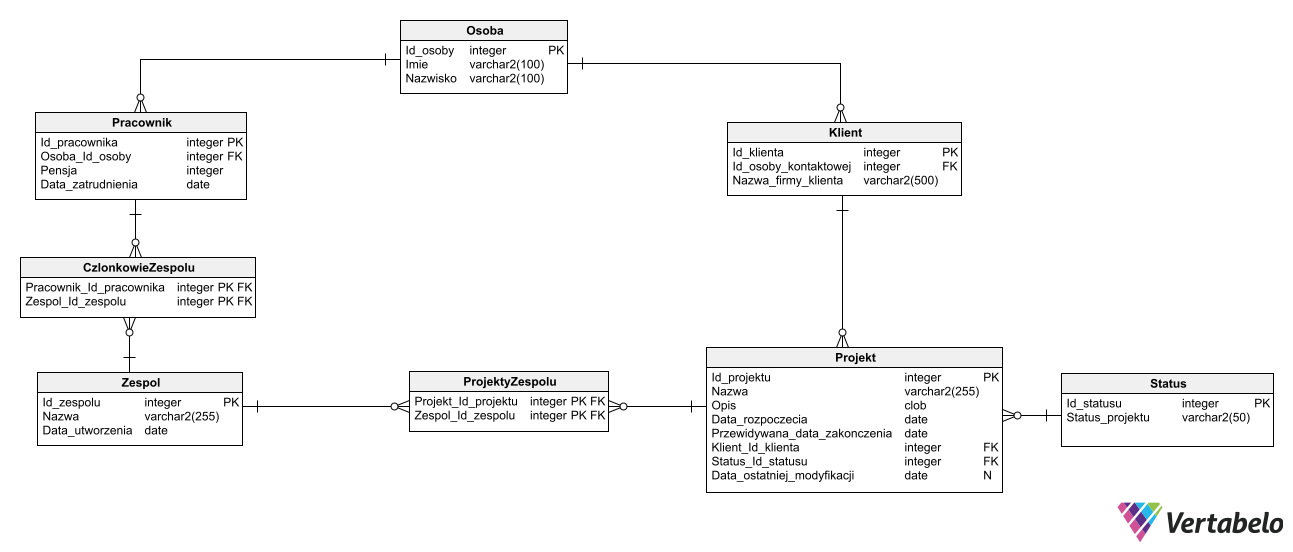 Osoba
Id_osoby integer PK
Imie varchar2(100)
Nazwisko varchar2(100)
Pracownik
Id_pracownika integer PK
Osoba_Id_osoby integer FK
Pensja integer
Data_zatrudnienia date
Klient
Id_klienta integer PK
Id_osoby_kontaktowej integer FK
Nazwa_firmy_klienta varchar2(500)
CzlonkowieZespolu
Pracownik_Id_pracownika integer PK FK
Zespol_Id_zespolu integer PK FK
Zespol
Id_zespolu integer PK
Nazwa varchar2(255)
Data_utworzenia date
ProjektyZespolu
Projekt_Id_projektu integer PK FK
Zespol_Id_zespolu integer PK FK
Projekt
Id_projektu integer PK
Nazwa varchar2(255)
Opis clob
Data_rozpoczecia date
Przewidywana_data_zakonczenia date
Klient_Id_klienta integer FK
Status_Id_statusu integer FK
Data_ostatniej_modyfikacji date N
Status
Id_statusu integer PK
Status_projektu varchar2(50)
Vertabelo